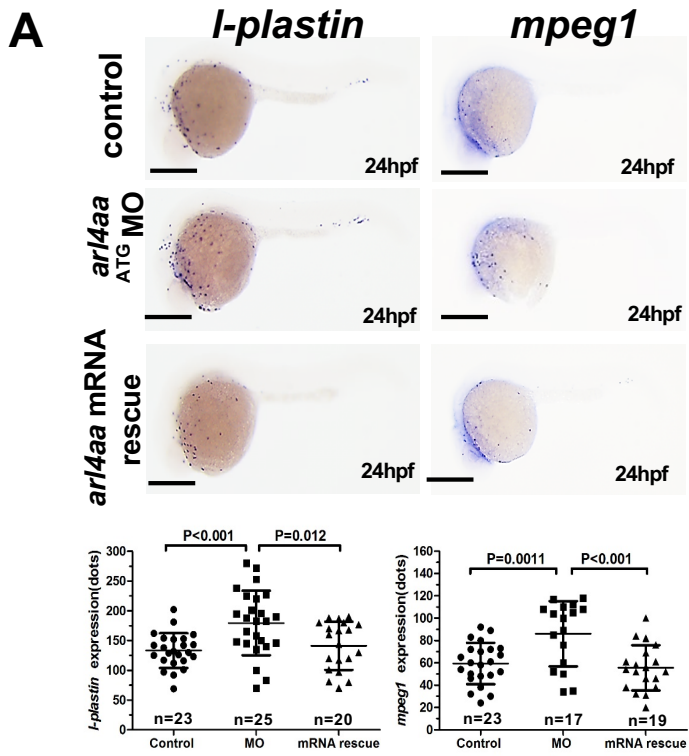 A
l-plastin mpeg1
control
24hpf 24hpf
arl4aa
ATG MO
24hpf 24hpf
arl4aa mRNA
rescue
24hpf 24hpf
P<0.001 P=0.012
l-plastin expression(dots)
300
250
200
150
100
50
0
n=23 n=25 n=20
Control MO mRNA rescue
P=0.0011 P<0.001
mpeg1 expression(dots)
160
140
120
100
80
60
40
20
0
n=23 n=17 n=19
Control MO mRNA rescue